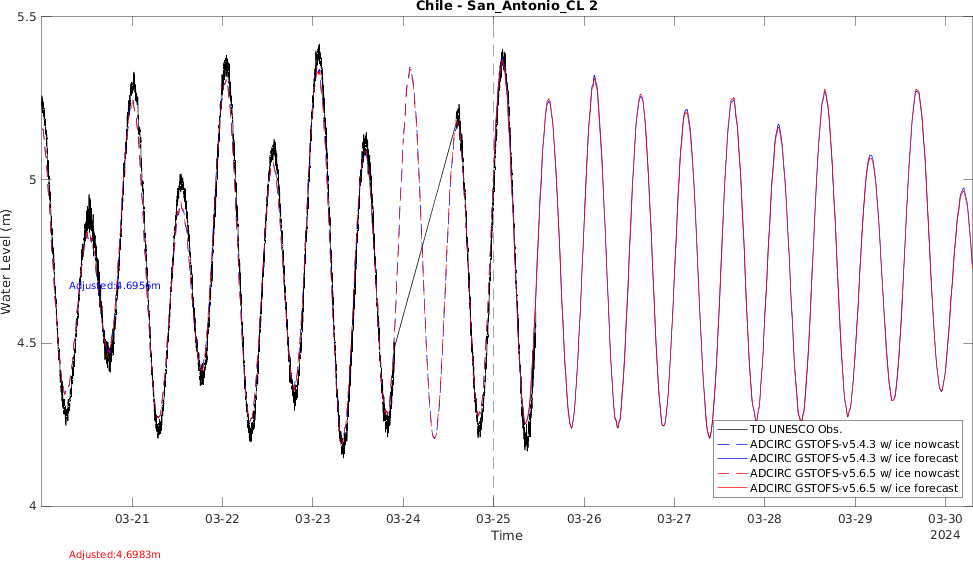 Chile - San_Antonio_CL 2
5.5
5
4.5
4
Water Level (m)
Adjusted:4.6956m
TD UNESCO Obs.
ADCIRC GSTOFS-v5.4.3 w/ ice nowcast
ADCIRC GSTOFS-v5.4.3 w/ ice forecast
ADCIRC GSTOFS-v5.6.5 w/ ice nowcast
ADCIRC GSTOFS-v5.6.5 w/ ice forecast
03-21 03-22 03-23 03-24 03-25 03-26 03-27 03-28 03-29 03-30
Time
2024
Adjusted:4.6983m